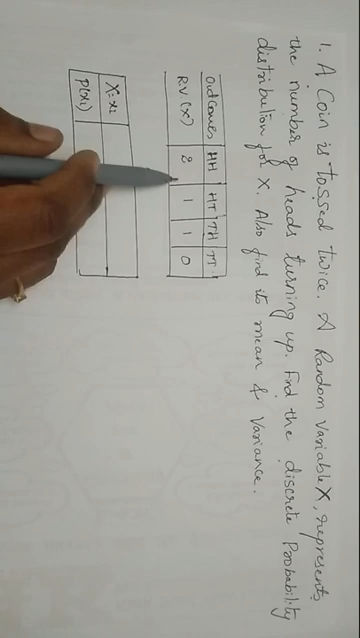 1. A Coin is tossed twice. A Random Variable X, represents
the number of heads turning up. Find the discrete Probability
distribution for X. Also find its mean & Variance.
Outcomes HH HT TH TT
RV (X) 2 1 1 0
X = xi
P(xi)